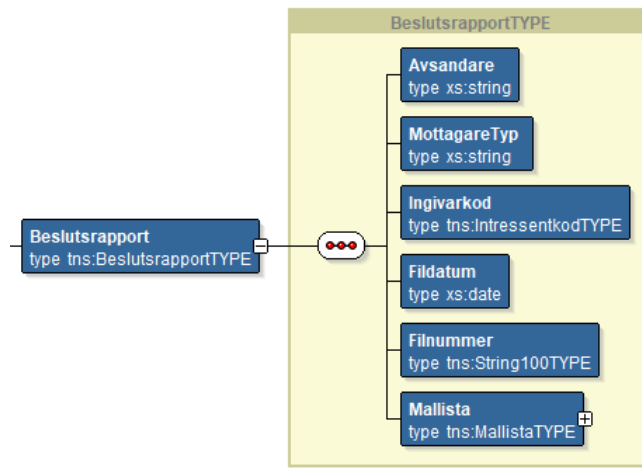 BeslutsrapportTYPE
Avsandare
type xs:string
MottagareTyp
type xs:string
Ingivarkod
type tns:IntressentkodTYPE
Beslutsrapport
type tns:BeslutsrapportTYPE
Fildatum
type xs:date
Filnummer
type tns:String100TYPE
Mallista
type tns:MallistaTYPE